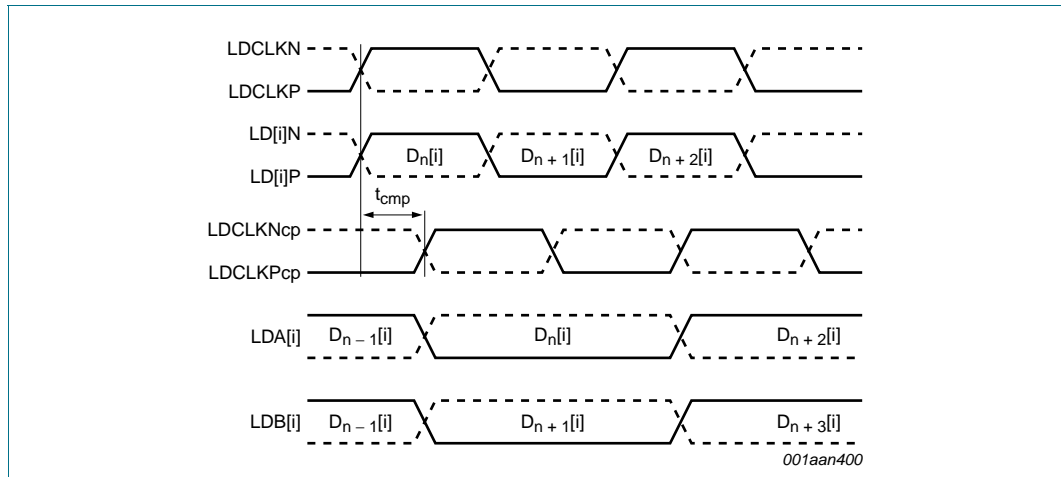 LDCLKN
LDCLKP
LD[i]N
Dn[i] Dn + 1[i] Dn + 2[i]
LD[i]P
tcmp
LDCLKNcp
LDCLKPcp
LDA[i] Dn − 1[i] Dn[i] Dn + 2[i]
LDB[i] Dn − 1[i] Dn + 1[i] Dn + 3[i]
001aan400